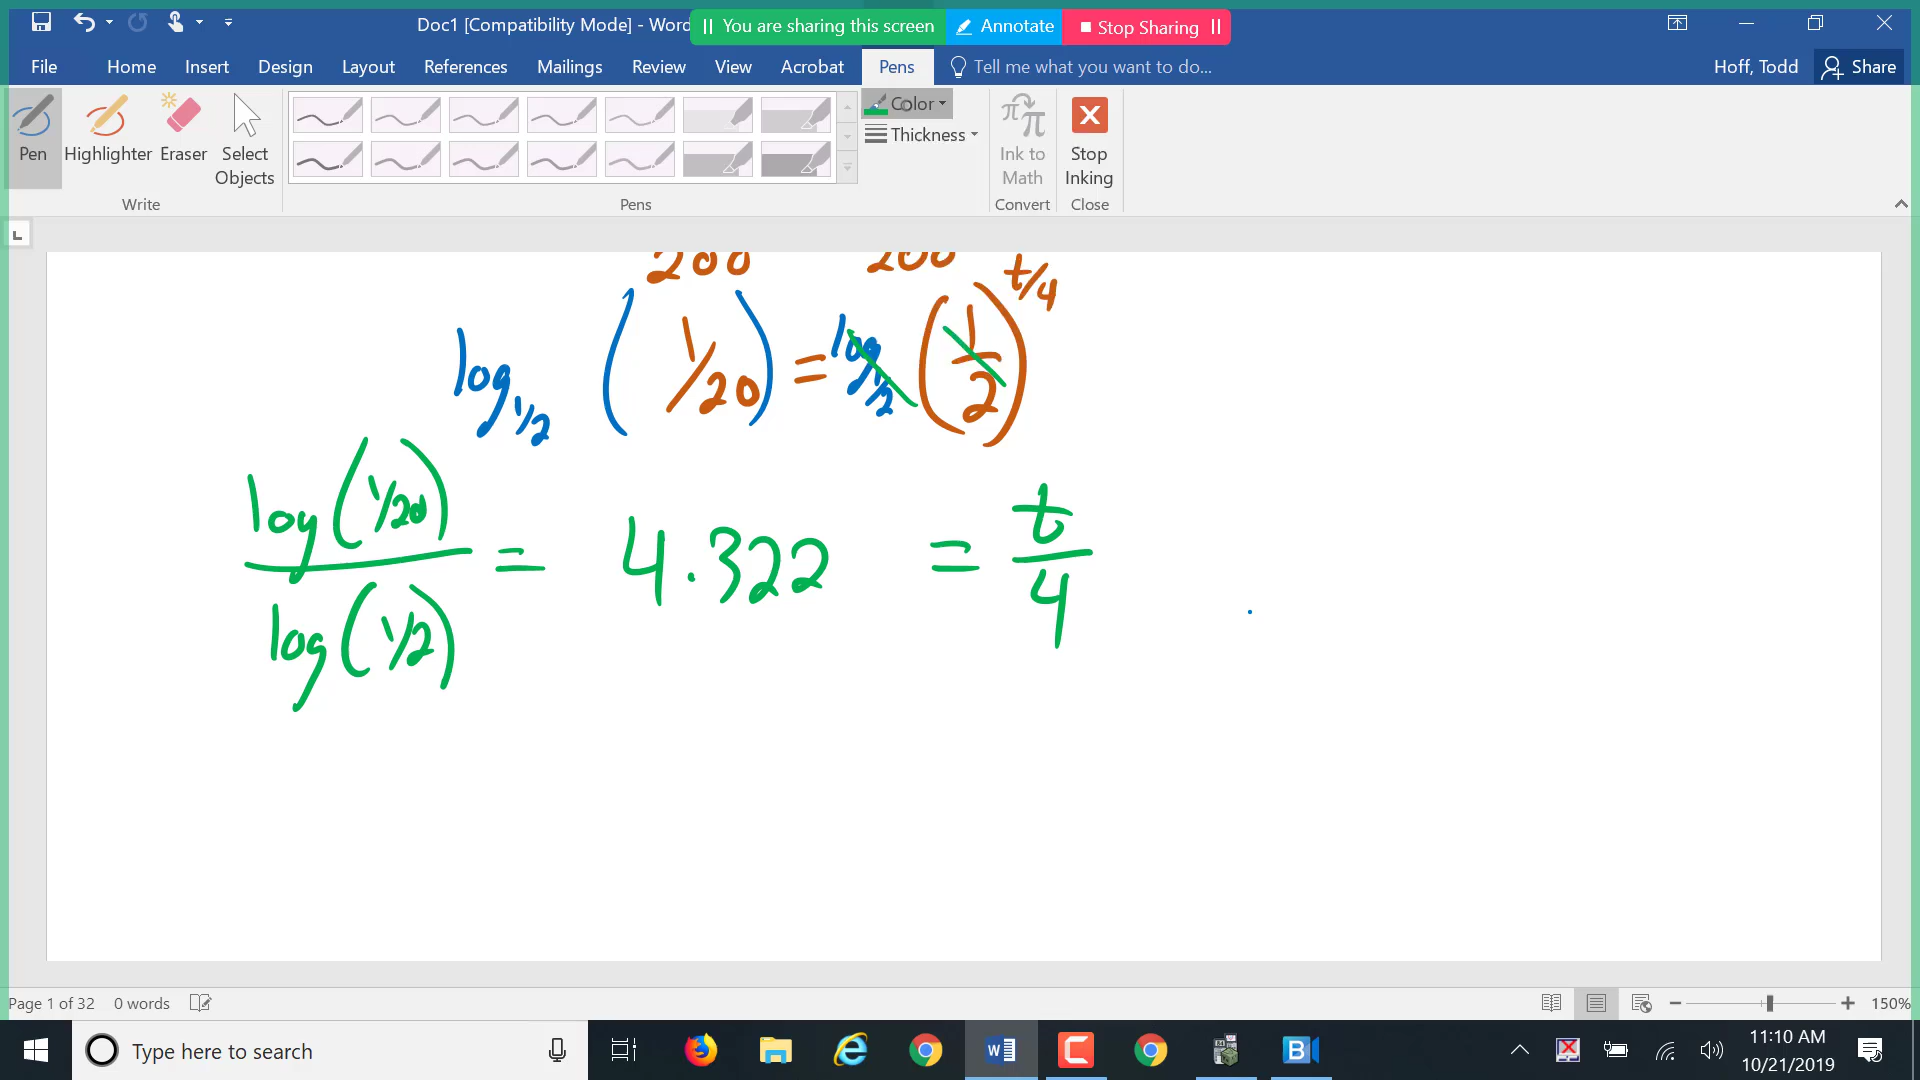 Doc1 [Compatibility Mode] - Word
You are sharing this screen
Annotate
Stop Sharing
File Home Insert Design Layout References Mailings Review View Acrobat Pens Tell me what you want to do... Hoff, Todd Share
Pen Highlighter Eraser Select Objects
Color
Thickness
Ink to Math
Stop Inking
Write Pens Convert Close
200 200 t/4
log 1/2 ( 1/20 ) = log 1/2 ( 1/2 )
log(1/20) = 4.322 = t
log(1/2) 4
Page 1 of 32 0 words 150%
Type here to search
11:10 AM
10/21/2019